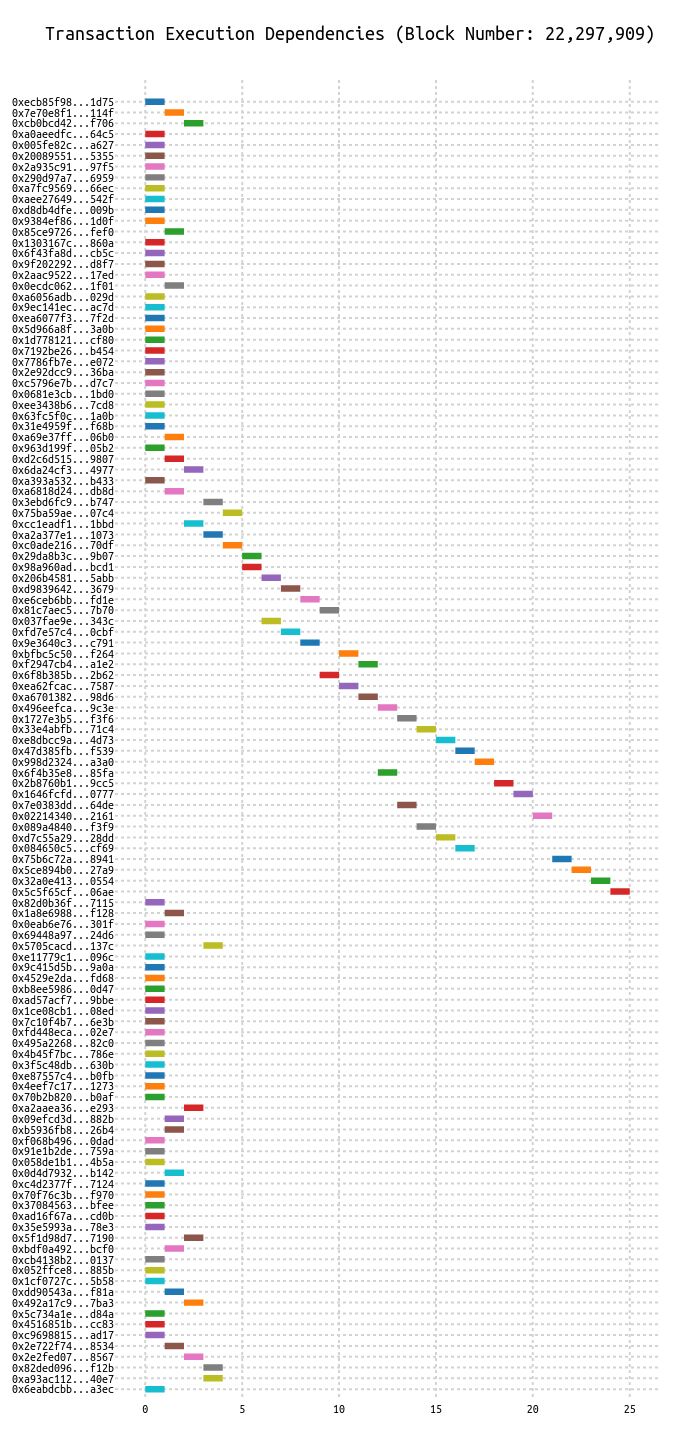 Transaction Execution Dependencies (Block Number: 22,297,909)
0xecb85f98...1d75
0x7e70e8f1...114f
0xcb0bcd42...f706
0xa0aeedfc...64c5
0x005fe82c...a627
0x20089551...5355
0x2a935c91...97f5
0x290d97a7...6959
0xa7fc9569...66ec
0xaee27649...542f
0xd8db4dfe...009b
0x9384ef86...1d0f
0x85ce9726...fef0
0x1303167c...860a
0x6f43fa8d...cb5c
0x9f202292...d8f7
0x2aac9522...17ed
0x0ecdc062...1f01
0xa6056adb...029d
0x9ec141ec...ac7d
0xea6077f3...7f2d
0x5d966a8f...3a0b
0x1d778121...cf80
0x7192be26...b454
0x7786fb7e...e072
0x2e92dcc9...36ba
0xc5796e7b...d7c7
0x0681e3cb...1bd0
0xee3438b6...7cd8
0x63fc5f0c...1a0b
0x31e4959f...f68b
0xa69e37ff...06b0
0x963d199f...05b2
0xd2c6d515...9807
0x6da24cf3...4977
0xa393a532...b433
0xa6818d24...db8d
0x3ebd6fc9...b747
0x75ba59ae...07c4
0xcc1eadf1...1bbd
0xa2a377e1...1073
0xc0ade216...70df
0x29da8b3c...9b07
0x98a960ad...bcd1
0x206b4581...5abb
0xd9839642...3679
0xe6ceb6bb...fd1e
0x81c7aec5...7b70
0x037fae9e...343c
0xfd7e57c4...0cbf
0x9e3640c3...c791
0xbfbc5c50...f264
0xf2947cb4...a1e2
0x6f8b385b...2b62
0xea62fcac...7587
0xa6701382...98d6
0x496eefca...9c3e
0x1727e3b5...f3f6
0x33e4abfb...71c4
0xe8dbcc9a...4d73
0x47d385fb...f539
0x998d2324...a3a0
0x6f4b35e8...85fa
0x2b8760b1...9cc5
0x1646fcfd...0777
0x7e0383dd...64de
0x02214340...2161
0x089a4840...f3f9
0xd7c55a29...28dd
0x084650c5...cf69
0x75b6c72a...8941
0x5ce894b0...27a9
0x32a0e413...0554
0x5c5f65cf...06ae
0x82d0b36f...7115
0x1a8e6988...f128
0x0eab6e76...301f
0x69448a97...24d6
0x5705cacd...137c
0xe11779c1...096c
0x9c415d5b...9a0a
0x4529e2da...fd68
0xb8ee5986...0d47
0xad57acf7...9bbe
0x1ce08cb1...08ed
0x7c10f4b7...6e3b
0xfd448eca...02e7
0x495a2268...82c0
0x4b45f7bc...786e
0x3f5c48db...630b
0xe87557c4...b0fb
0x4eef7c17...1273
0x70b2b820...b0af
0xa2aaea36...e293
0x09efcd3d...882b
0xb5936fb8...26b4
0xf068b496...0dad
0x91e1b2de...759a
0x058de1b1...4b5a
0x0d4d7932...b142
0xc4d2377f...7124
0x70f76c3b...f970
0x37084563...bfee
0xad16f67a...cd0b
0x35e5993a...78e3
0x5f1d98d7...7190
0xbdf0a492...bcf0
0xcb4138b2...0137
0x052ffce8...885b
0x1cf0727c...5b58
0xdd90543a...f81a
0x492a17c9...7ba3
0x5c734a1e...d84a
0x4516851b...cc83
0xc9698815...ad17
0x2e722f74...8534
0x2e2fed07...8567
0x82ded096...f12b
0xa93ac112...40e7
0x6eabdcbb...a3ec
0 5 10 15 20 25